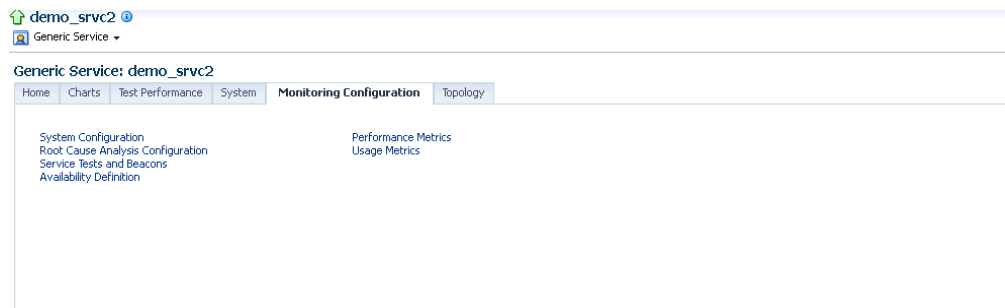 demo_srvc2
Generic Service
Generic Service: demo_srvc2
Home Charts Test Performance System Monitoring Configuration Topology
System Configuration Performance Metrics
Root Cause Analysis Configuration Usage Metrics
Service Tests and Beacons
Availability Definition